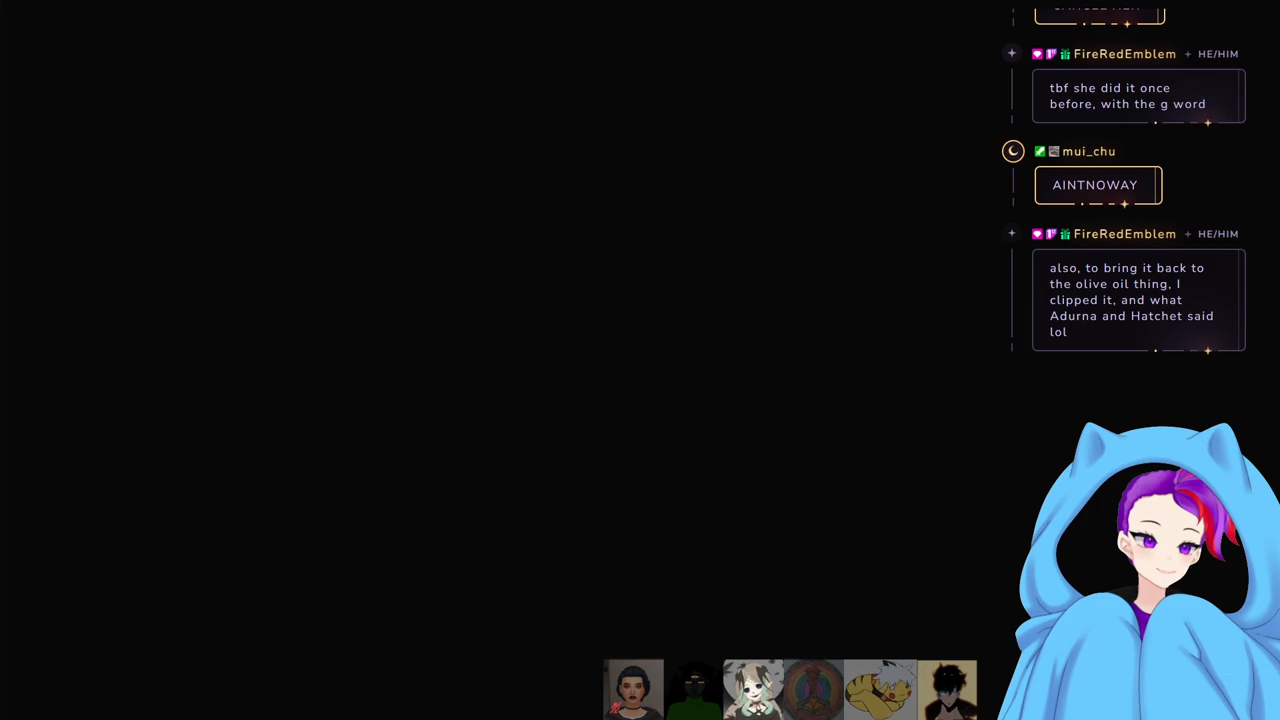 FireRedEmblem HE/HIM
tbf she did it once
before, with the g word
mui_chu
AINTNOWAY
FireRedEmblem HE/HIM
also, to bring it back to
the olive oil thing, I
clipped it, and what
Adurna and Hatchet said
lol